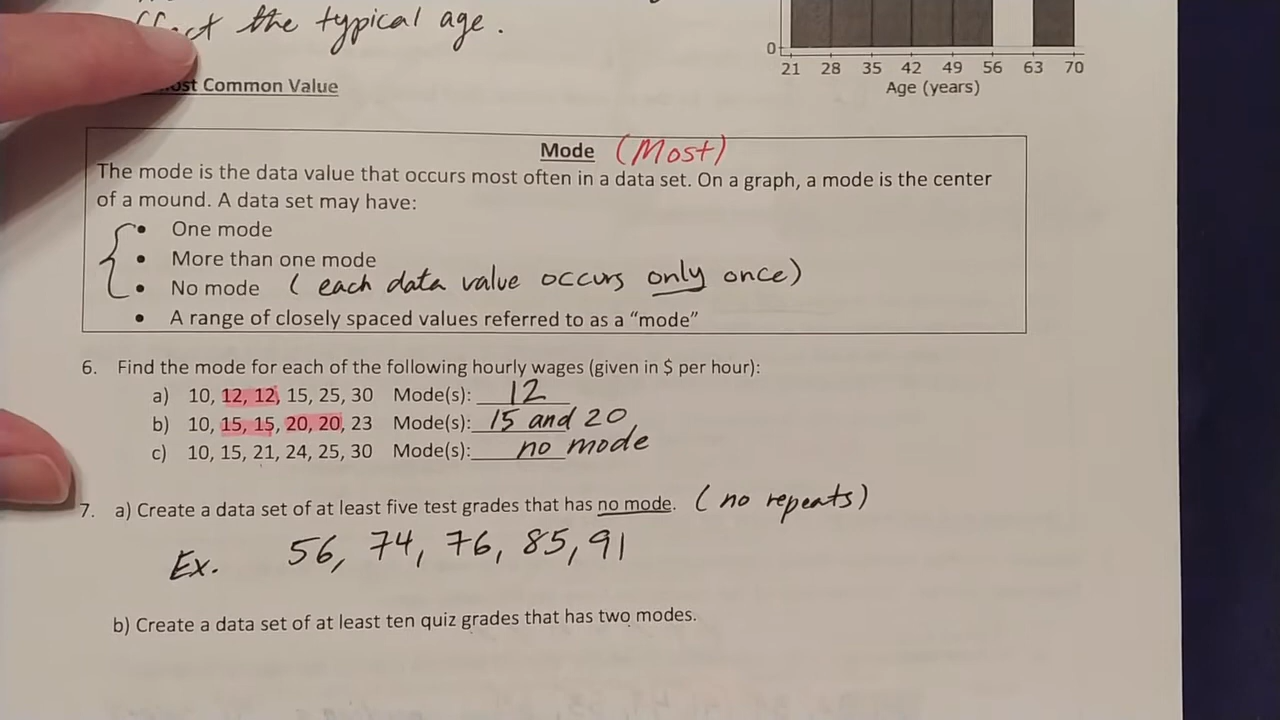 the typical age.
0
21 28 35 42 49 56 63 70
Age (years)
Common Value
Mode (Most)
The mode is the data value that occurs most often in a data set. On a graph, a mode is the center
of a mound. A data set may have:
• One mode
• More than one mode
• No mode ( each data value occurs only once)
• A range of closely spaced values referred to as a “mode”
6. Find the mode for each of the following hourly wages (given in $ per hour):
a) 10, 12, 12, 15, 25, 30 Mode(s): 12
b) 10, 15, 15, 20, 20, 23 Mode(s): 15 and 20
c) 10, 15, 21, 24, 25, 30 Mode(s): no mode
7. a) Create a data set of at least five test grades that has no mode. ( no repeats)
Ex. 56, 74, 76, 85, 91
b) Create a data set of at least ten quiz grades that has two modes.